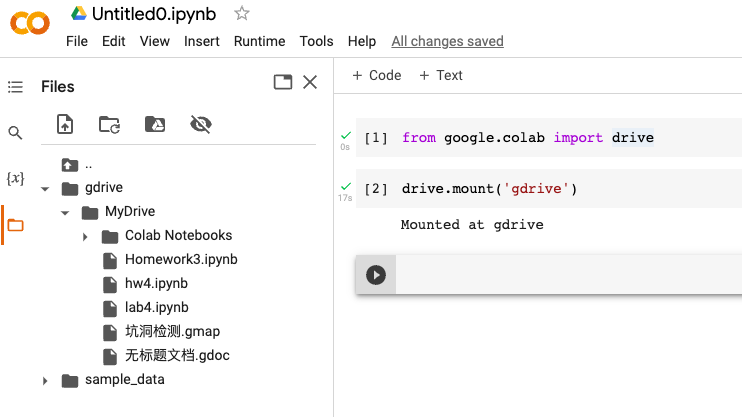 Untitled0.ipynb
File Edit View Insert Runtime Tools Help All changes saved
Files
+ Code + Text
..
gdrive
MyDrive
Colab Notebooks
Homework3.ipynb
hw4.ipynb
lab4.ipynb
坑洞检测.gmap
无标题文档.gdoc
sample_data
{x}
[1] from google.colab import drive
0s
[2] drive.mount('gdrive')
17s
Mounted at gdrive